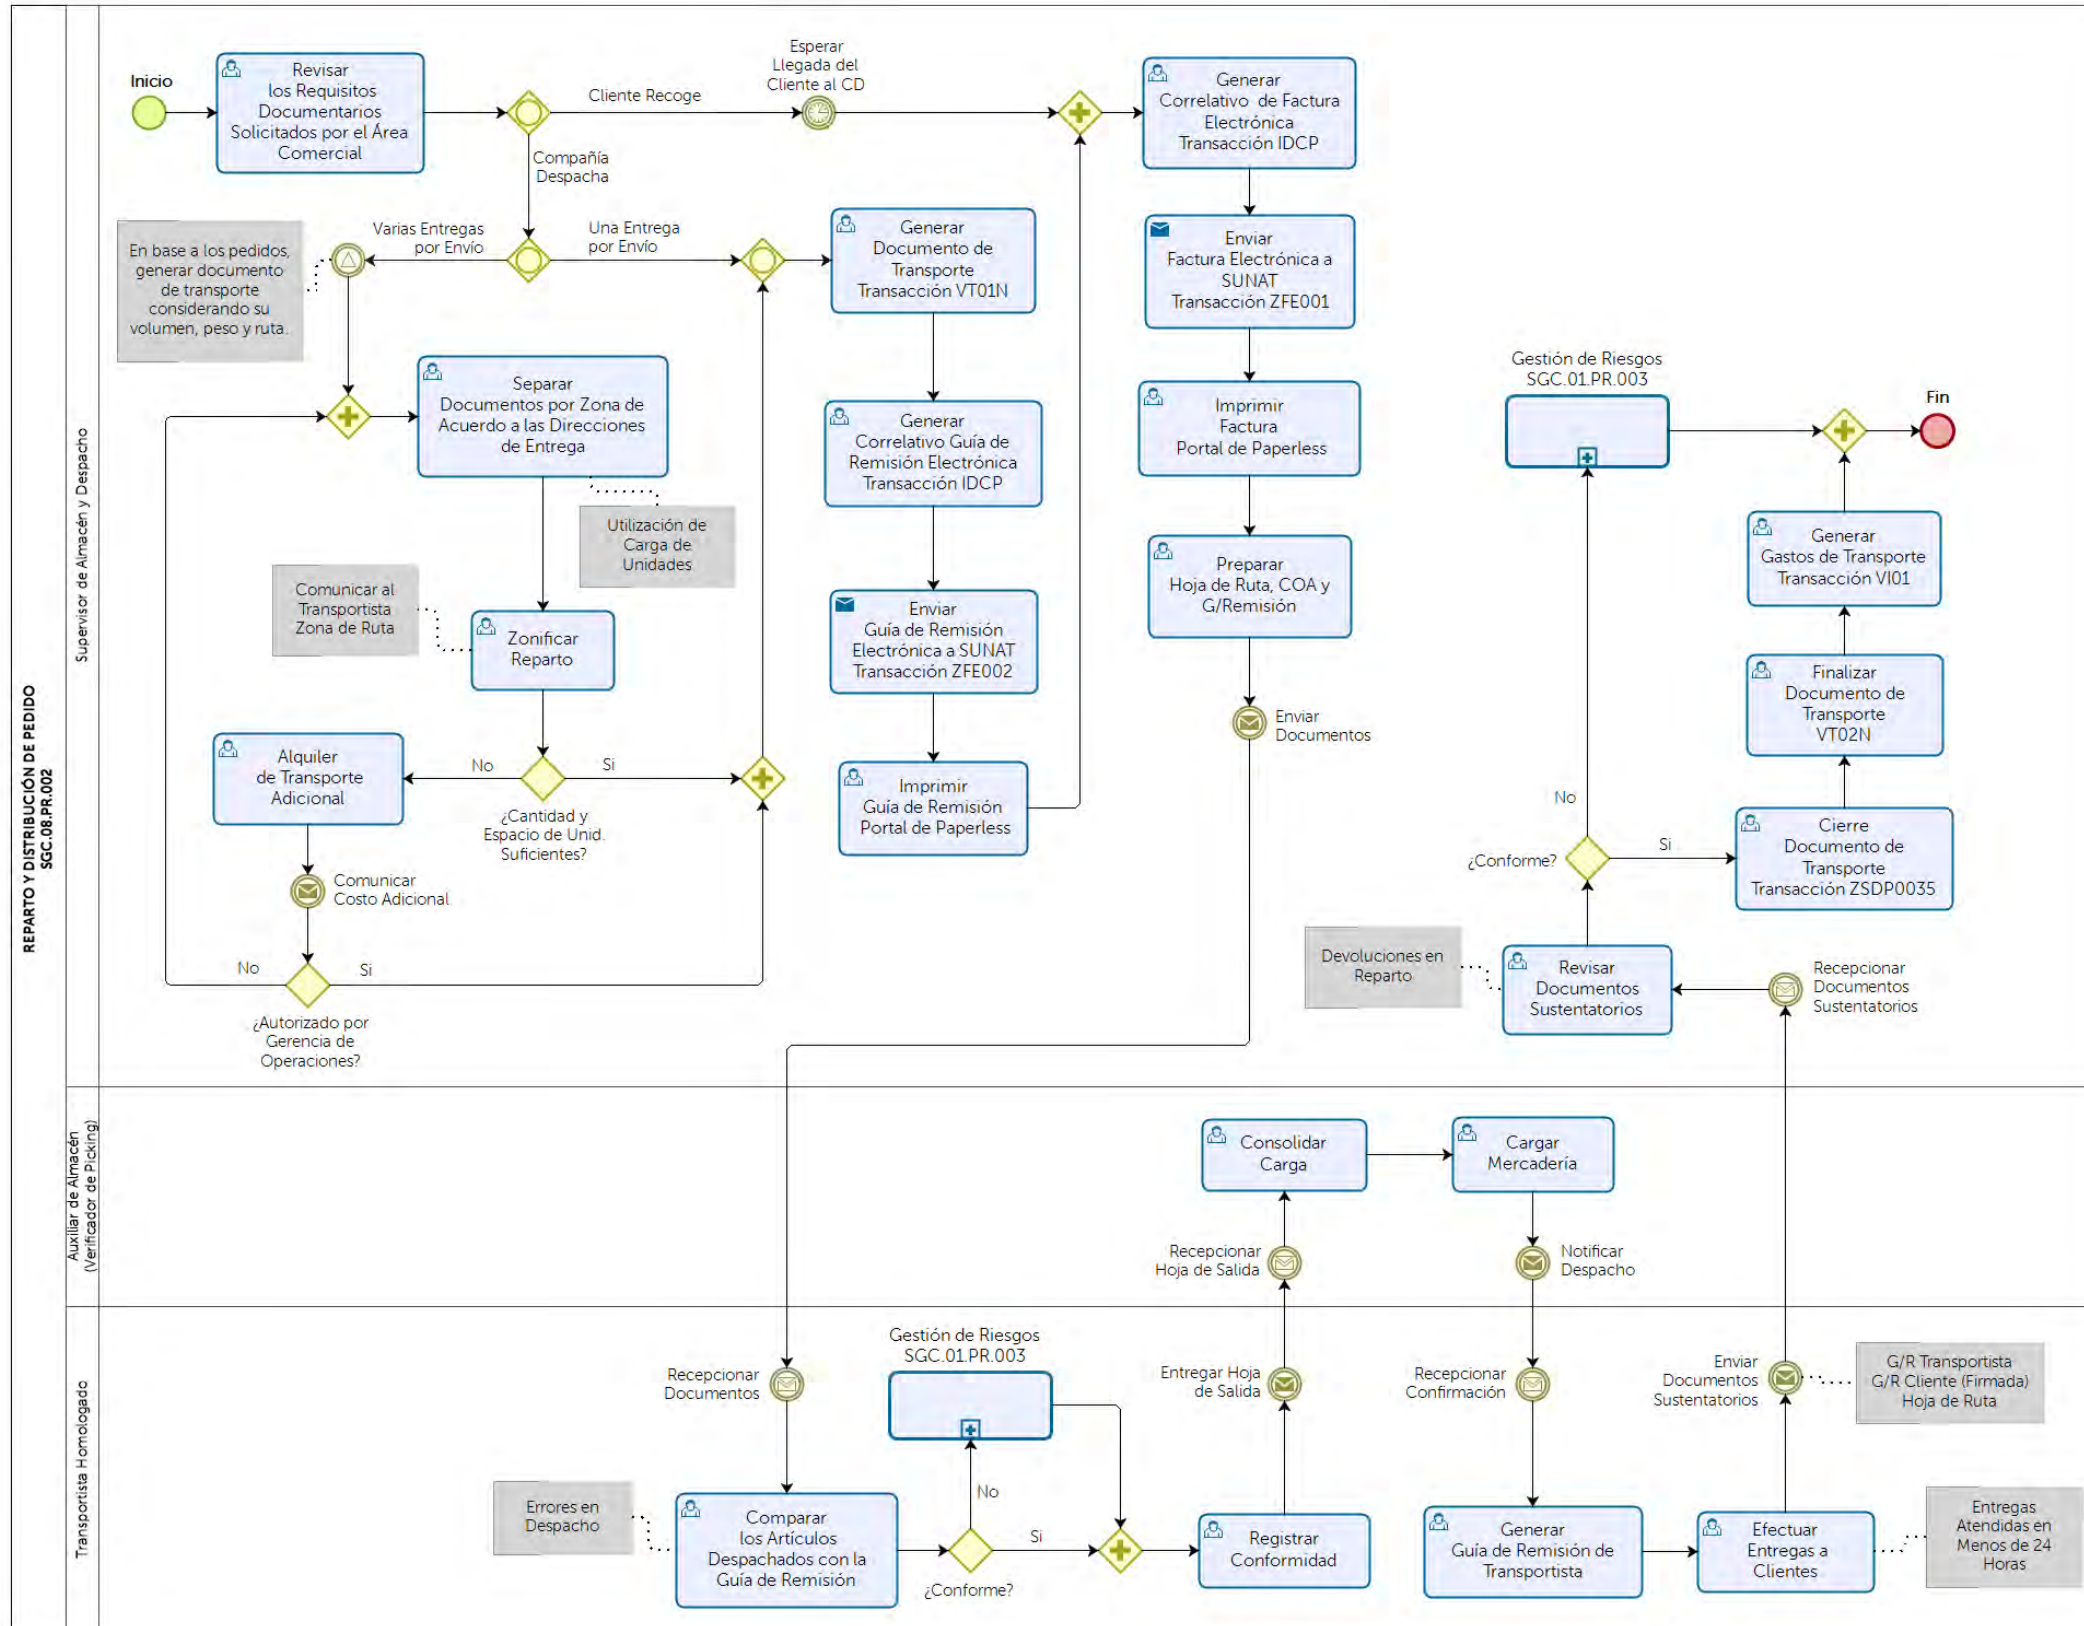 REPARTO Y DISTRIBUCIÓN DE PEDIDO
SGC.08.PR.002
Supervisor de Almacén y Despacho
Inicio
Revisar
los Requisitos
Documentarios
Solicitados por el Área
Comercial
Cliente Recoge
Esperar
Llegada del
Cliente al CD
Compañía
Despacha
Generar
Correlativo de Factura
Electrónica
Transacción IDCP
En base a los pedidos,
generar documento
de transporte
considerando su
volumen, peso y ruta.
Varias Entregas
por Envío
Una Entrega
por Envío
Generar
Documento de
Transporte
Transacción VT01N
Enviar
Factura Electrónica a
SUNAT
Transacción ZFE001
Separar
Documentos por Zona de
Acuerdo a las Direcciones
de Entrega
Utilización de
Carga de
Unidades
Generar
Correlativo Guía de
Remisión Electrónica
Transacción IDCP
Imprimir
Factura
Portal de Paperless
Gestión de Riesgos
SGC.01.PR.003
Fin
Comunicar al
Transportista
Zona de Ruta
Zonificar
Reparto
Enviar
Guía de Remisión
Electrónica a SUNAT
Transacción ZFE002
Preparar
Hoja de Ruta, COA y
G/Remisión
Generar
Gastos de Transporte
Transacción VI01
Enviar
Documentos
Finalizar
Documento de
Transporte
VT02N
Alquiler
de Transporte
Adicional
No
Si
¿Cantidad y
Espacio de Unid.
Suficientes?
Imprimir
Guía de Remisión
Portal de Paperless
No
¿Conforme?
Si
Cierre
Documento de
Transporte
Transacción ZSDP0035
Comunicar
Costo Adicional
No
Si
¿Autorizado por
Gerencia de
Operaciones?
Devoluciones en
Reparto
Revisar
Documentos
Sustentatorios
Recepcionar
Documentos
Sustentatorios
Auxiliar de Almacén
(Verificador de Picking)
Consolidar
Carga
Cargar
Mercadería
Recepcionar
Hoja de Salida
Notificar
Despacho
Transportista Homologado
Recepcionar
Documentos
Gestión de Riesgos
SGC.01.PR.003
Entregar Hoja
de Salida
Recepcionar
Confirmación
Enviar
Documentos
Sustentatorios
G/R Transportista
G/R Cliente (Firmada)
Hoja de Ruta
Errores en
Despacho
Comparar
los Artículos
Despachados con la
Guía de Remisión
No
Si
¿Conforme?
Registrar
Conformidad
Generar
Guía de Remisión de
Transportista
Efectuar
Entregas a
Clientes
Entregas
Atendidas en
Menos de 24
Horas